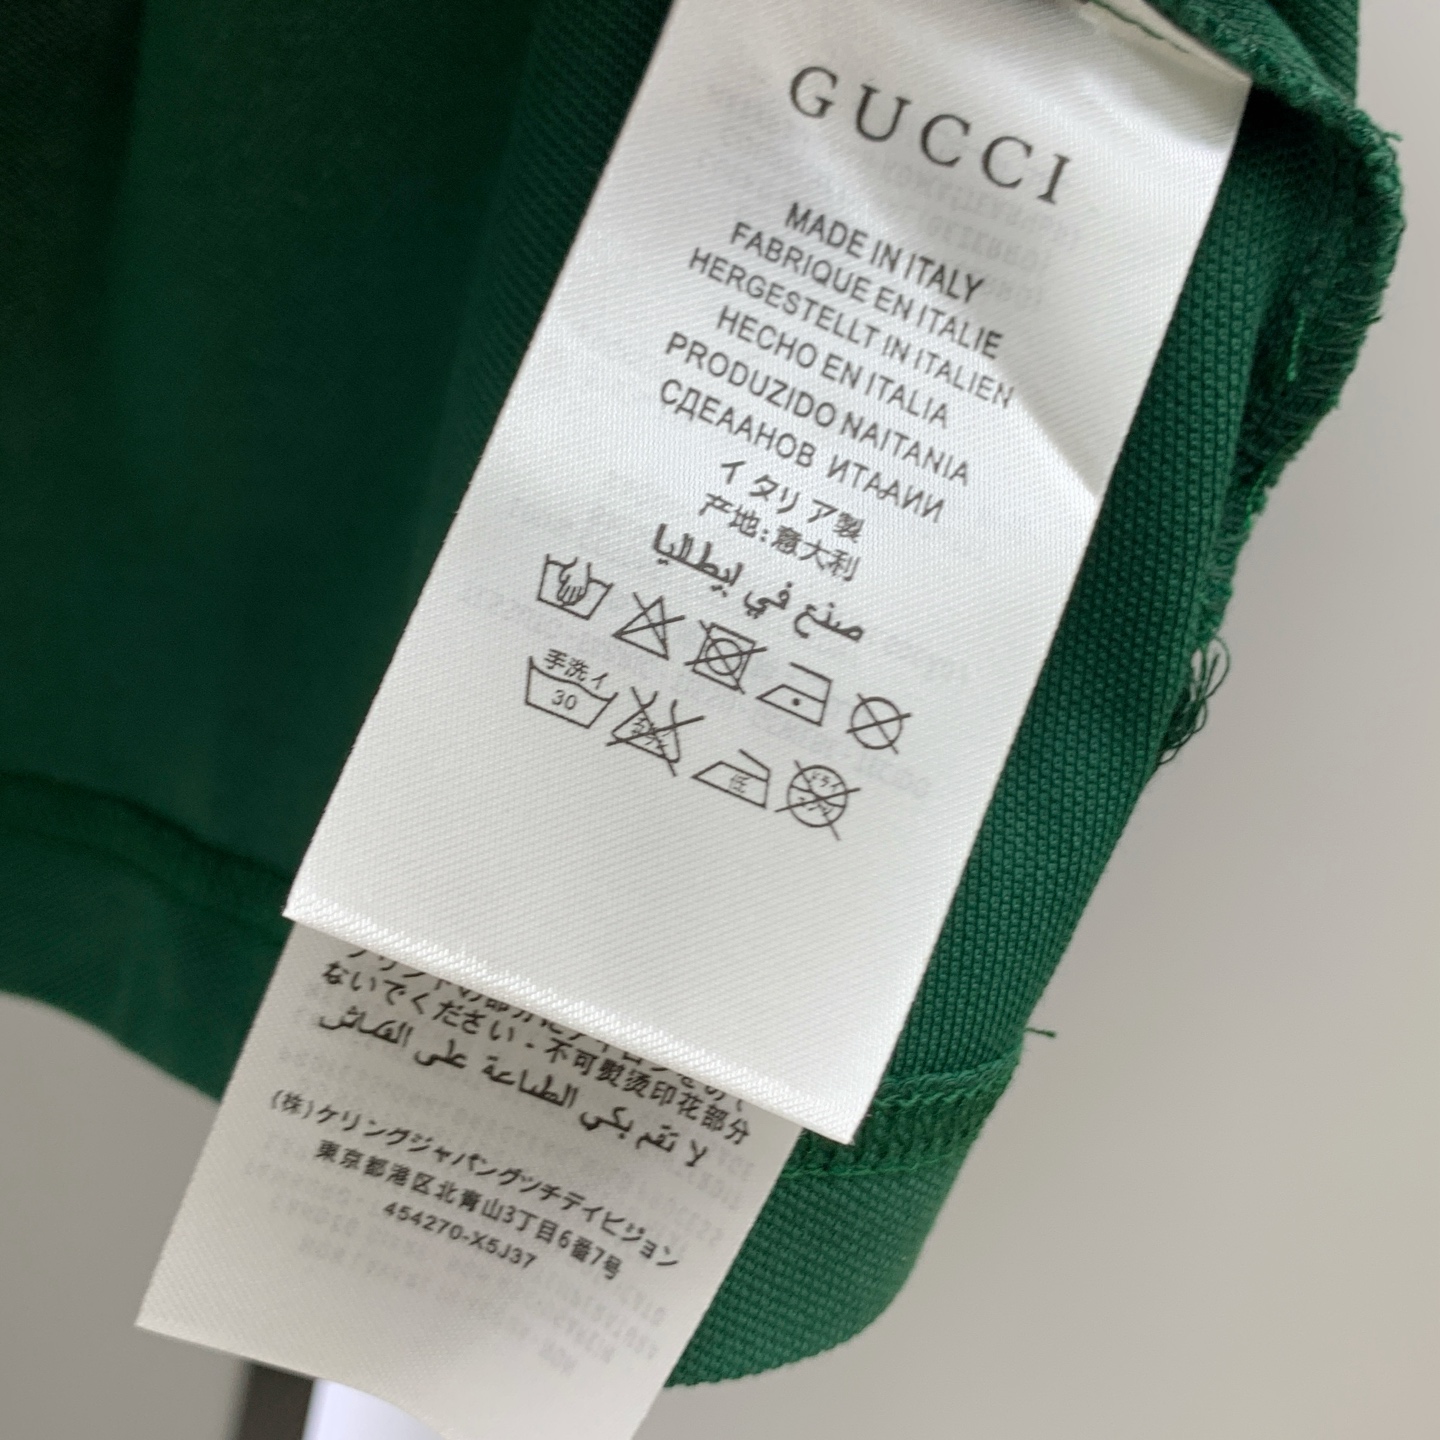 GUCCI
MADE IN ITALY
FABRIQUE EN ITALIE
HERGESTELLT IN ITALIEN
HECHO EN ITALIA
PRODUZIDO NAITANIA
СДЕААНОВ ИТААИИ
イタリア製
产地:意大利
صنع في ايطاليا
手洗イ
30
低
ないでください・不可熨烫印花部分
لا تقم بكي الطباعة على القماش
(株)ケリングジャパングッチディビジョン
東京都港区北青山3丁目6番7号
454270-X5J37